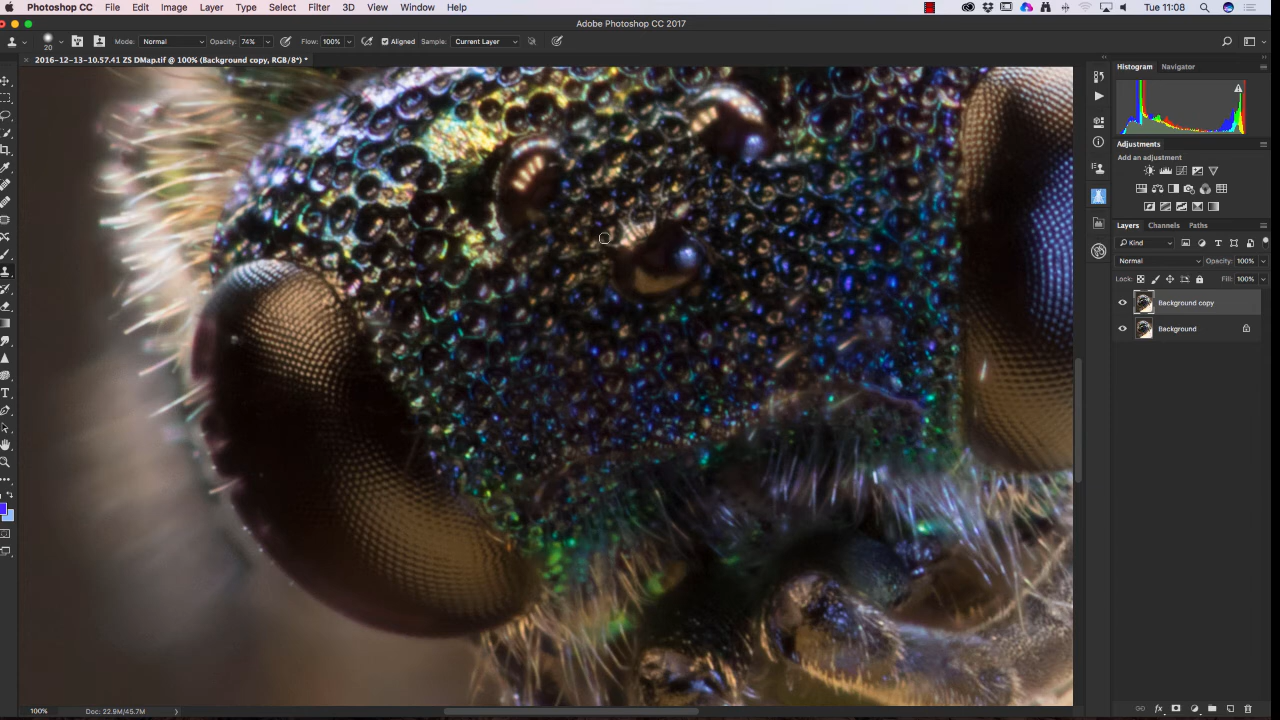 Photoshop CC File Edit Image Layer Type Select Filter 3D View Window Help Tue 11:08
Adobe Photoshop CC 2017
20 Mode: Normal Opacity: 74% Flow: 100% Aligned Sample: Current Layer
2016-12-13-10.57.41 ZS DMap.tif @ 100% (Background copy, RGB/8*) *
Histogram Navigator
Adjustments
Add an adjustment
Layers Channels Paths
Kind
Normal Opacity: 100%
Lock: Fill: 100%
Background copy
Background
100% Doc: 22.9M/45.7M